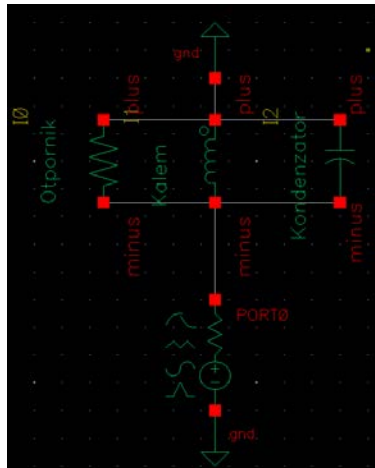 gnd
I0
plus
I1
plus
I2
plus
Otpornik
Kalem
Kondenzator
minus
minus
minus
PORT0
gnd